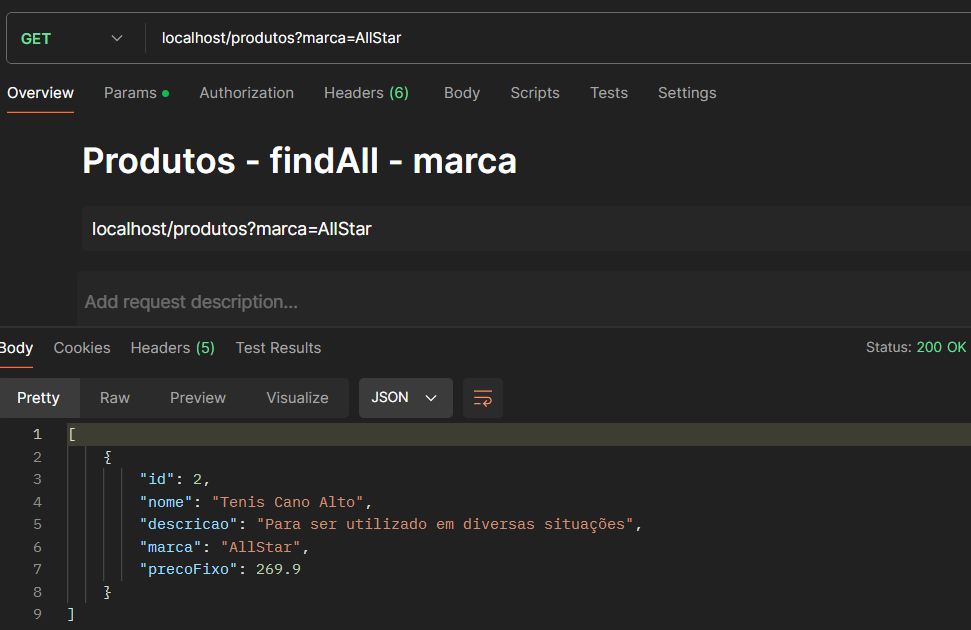 GET localhost/produtos?marca=AllStar
Overview Params Authorization Headers (6) Body Scripts Tests Settings
Produtos - findAll - marca
localhost/produtos?marca=AllStar
Add request description...
Body Cookies Headers (5) Test Results Status: 200 OK
Pretty Raw Preview Visualize JSON
1 [
2 {
3 "id": 2,
4 "nome": "Tenis Cano Alto",
5 "descricao": "Para ser utilizado em diversas situações",
6 "marca": "AllStar",
7 "precoFixo": 269.9
8 }
9 ]